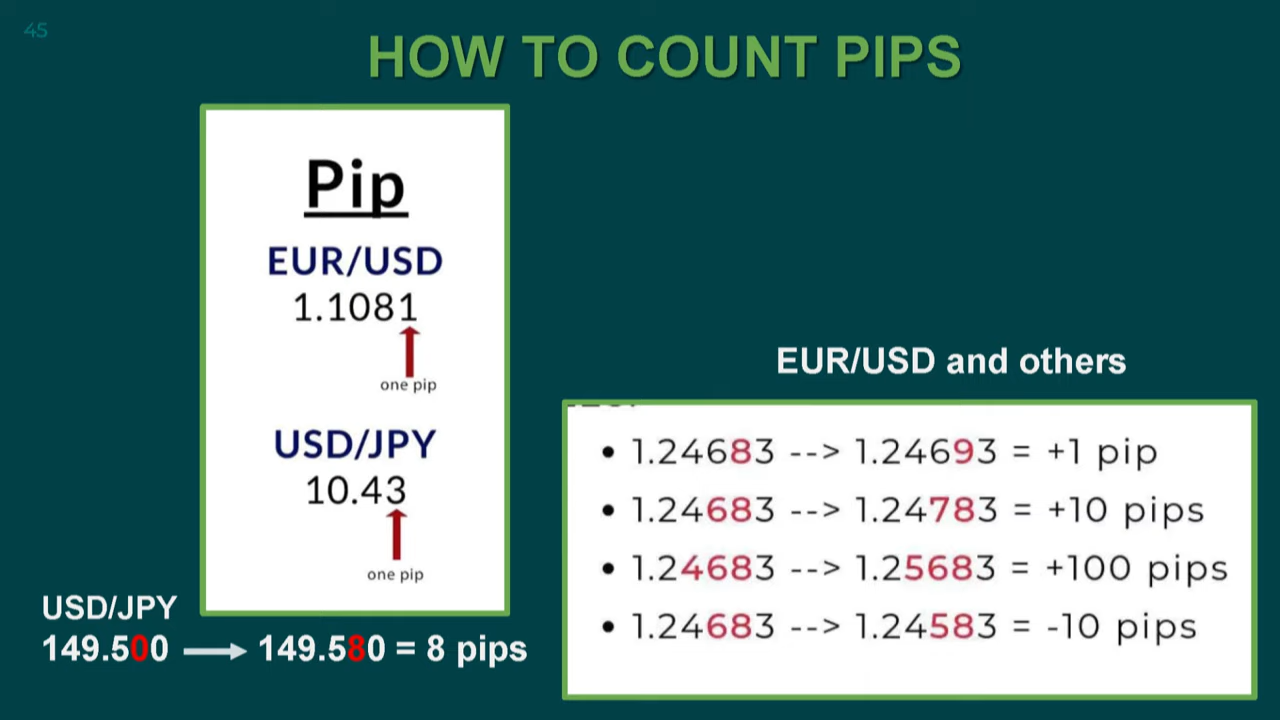 45
HOW TO COUNT PIPS
Pip
EUR/USD
1.1081
one pip
USD/JPY
10.43
one pip
USD/JPY
149.500 → 149.580 = 8 pips
EUR/USD and others
• 1.24683 --> 1.24693 = +1 pip
• 1.24683 --> 1.24783 = +10 pips
• 1.24683 --> 1.25683 = +100 pips
• 1.24683 --> 1.24583 = -10 pips